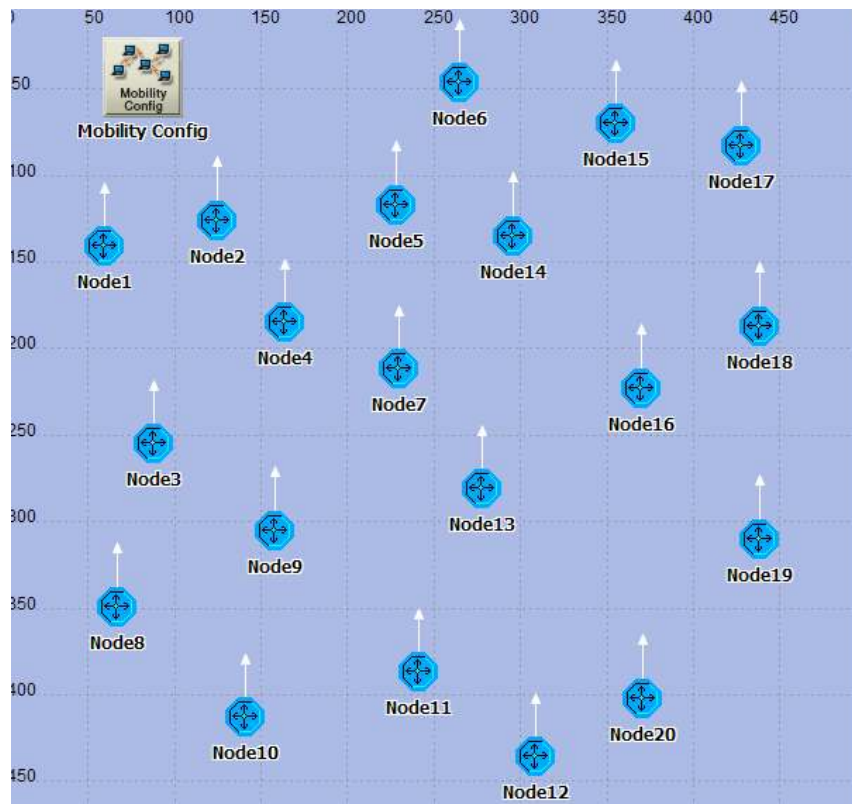 0 50 100 150 200 250 300 350 400 450
50
Mobility
Config
Mobility Config
Node6
Node15
Node17
100
Node5
Node2
Node14
150
Node1
Node4
Node18
200
Node7
Node16
250
Node3
Node13
300
Node9
Node19
350
Node8
Node11
400
Node20
Node10
450
Node12